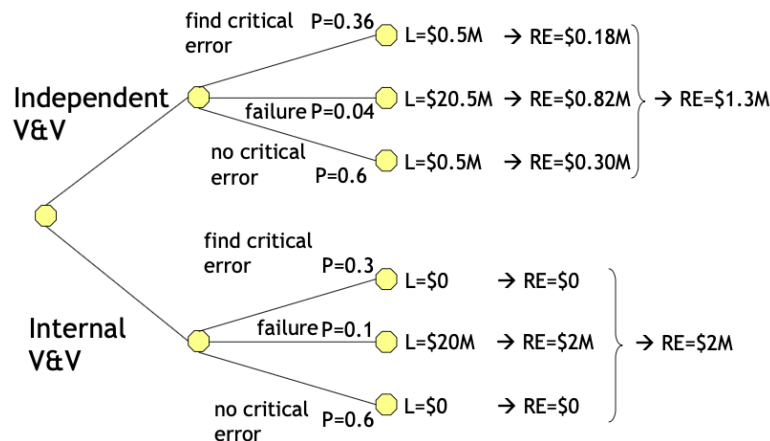 find critical error P=0.36
L=$0.5M → RE=$0.18M
Independent V&V
failure P=0.04
L=$20.5M → RE=$0.82M
→ RE=$1.3M
no critical error P=0.6
L=$0.5M → RE=$0.30M
find critical error P=0.3
L=$0 → RE=$0
Internal V&V
failure P=0.1
L=$20M → RE=$2M
→ RE=$2M
no critical error P=0.6
L=$0 → RE=$0